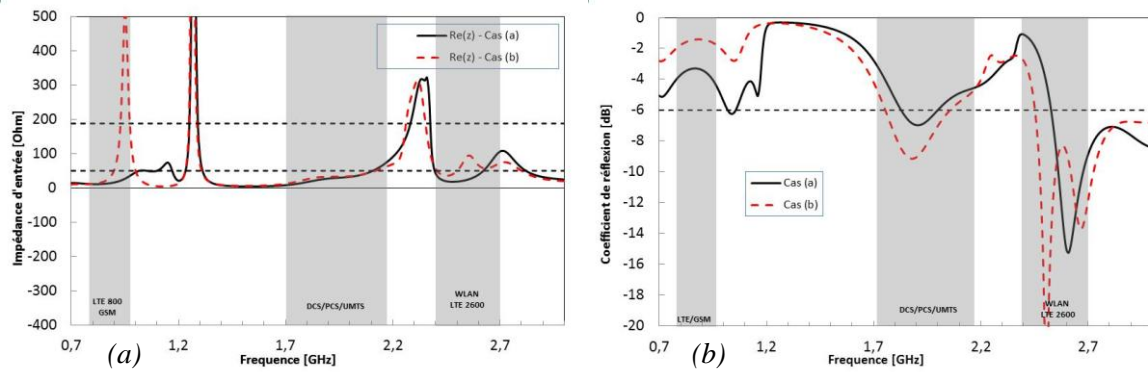 500
400
300
200
100
0
-100
-200
-300
-400
Impédance d'entrée [Ohm]
Re(z) - Cas (a)
Re(z) - Cas (b)
LTE 800
GSM
DCS/PCS/UMTS
WLAN
LTE 2600
0,7
1,2
1,7
2,2
2,7
Frequence [GHz]
(a)
0
-2
-4
-6
-8
-10
-12
-14
-16
-18
-20
Coefficient de réflexion [dB]
Cas (a)
Cas (b)
LTE/GSM
DCS/PCS/UMTS
WLAN
LTE 2600
0,7
1,2
1,7
2,2
2,7
Frequence [GHz]
(b)